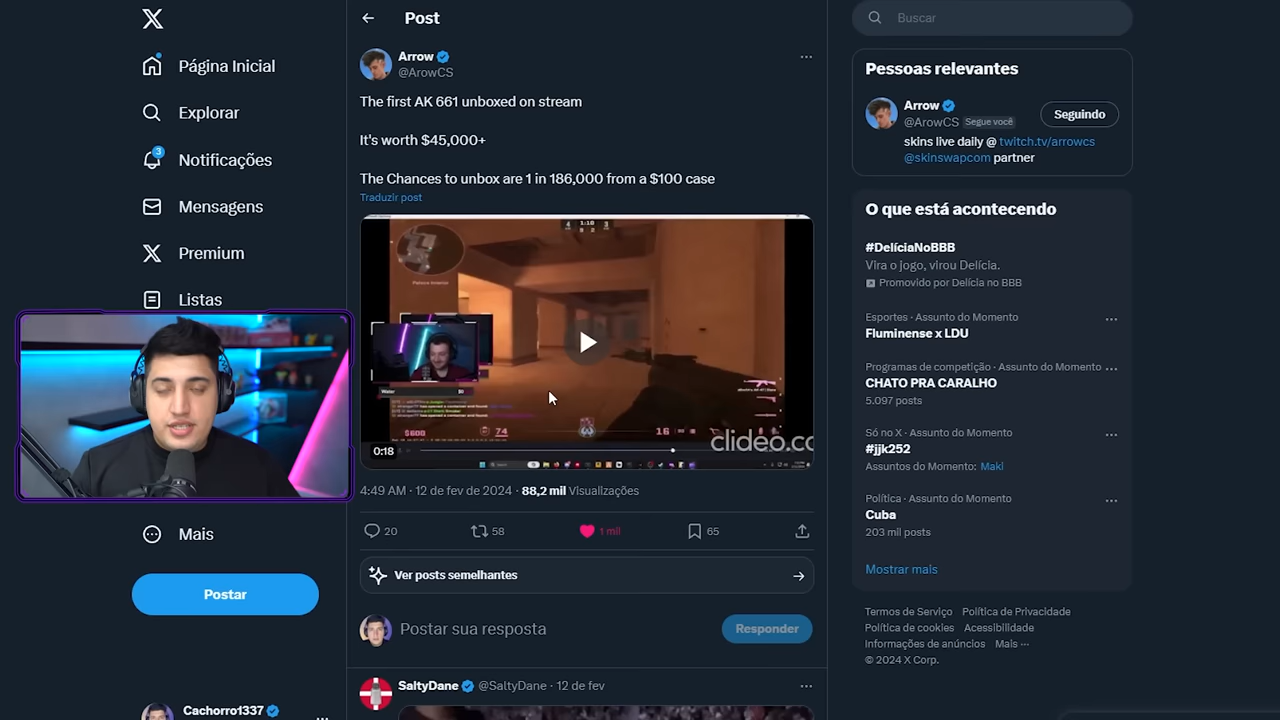 Página Inicial
Explorar
3
Notificações
Mensagens
Premium
Listas
Mais
Postar
Cachorro1337
Post
Arrow
@ArowCS
The first AK 661 unboxed on stream
It's worth $45,000+
The Chances to unbox are 1 in 186,000 from a $100 case
Traduzir post
4 1:18 3
$600
74
16
0:18
clideo.co
4:49 AM · 12 de fev de 2024 · 88,2 mil Visualizações
20
58
1 mil
65
Ver posts semelhantes
Postar sua resposta
Responder
SaltyDane @SaltyDane · 12 de fev
Buscar
Pessoas relevantes
Arrow
@ArowCS Segue você
Seguindo
skins live daily @ twitch.tv/arrowcs
@skinswapcom partner
O que está acontecendo
#DelíciaNoBBB
Vira o jogo, virou Delícia.
Promovido por Delícia no BBB
Esportes · Assunto do Momento
Fluminense x LDU
Programas de competição · Assunto do Momento
CHATO PRA CARALHO
5.097 posts
Só no X · Assunto do Momento
#jjk252
Assuntos do Momento: Maki
Política · Assunto do Momento
Cuba
203 mil posts
Mostrar mais
Termos de Serviço Política de Privacidade
Política de cookies Acessibilidade
Informações de anúncios Mais ···
© 2024 X Corp.